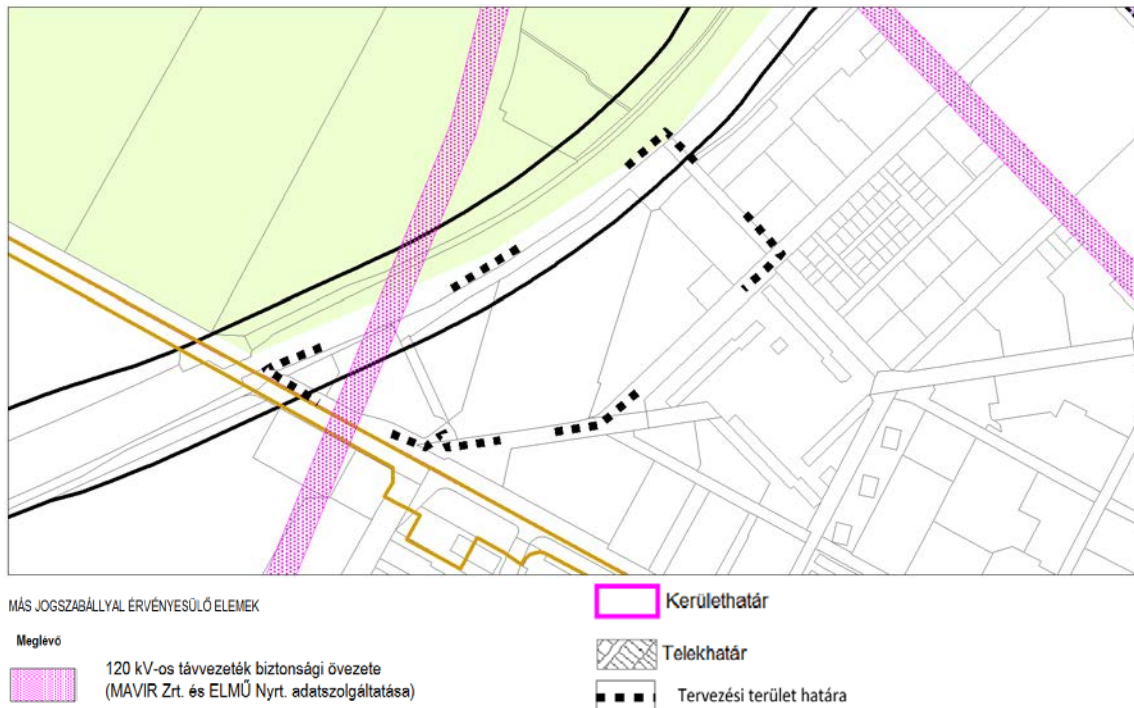 MÁS JOGSZABÁLLYAL ÉRVÉNYESÜLŐ ELEMEK
Meglévő
120 kV-os távvezeték biztonsági övezete
(MAVIR Zrt. és ELMŰ Nyrt. adatszolgáltatása)
Kerülethatár
Telekhatár
Tervezési terület határa